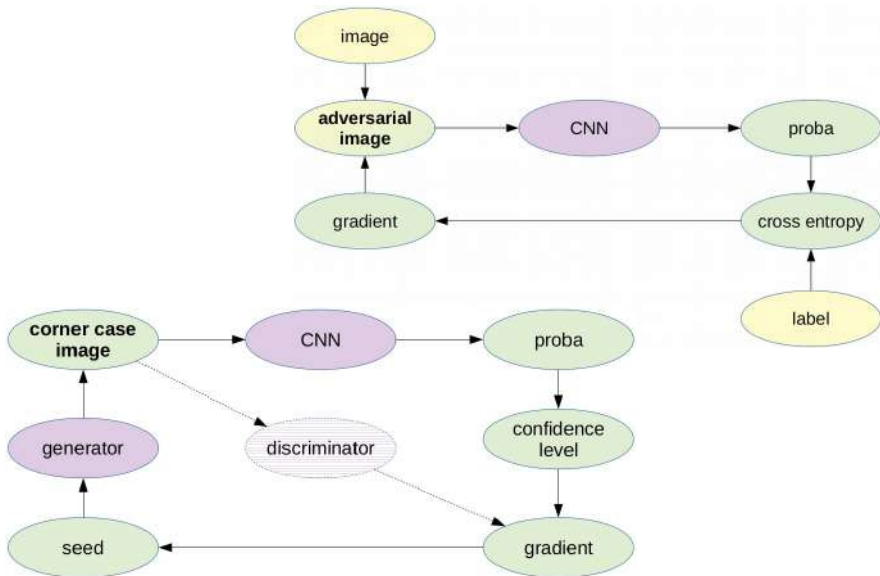 image
adversarial
image
CNN
proba
gradient
cross entropy
label
corner case
image
CNN
proba
generator
discriminator
confidence
level
seed
gradient